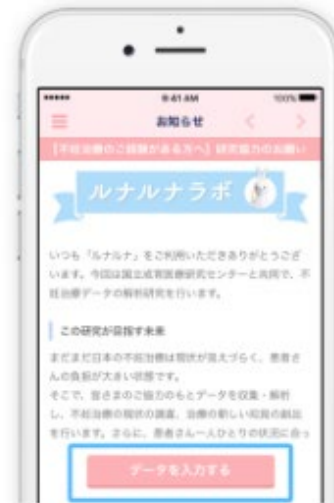 9:41 AM 100%
お知らせ
【不妊治療のご経験がある方へ】研究協力のお願い
ルナルナラボ
いつも「ルナルナ」をご利用いただきありがとうござ
います。今回は国立成育医療研究センターと共同で、不
妊治療データの解析研究を行います。
この研究が目指す未来
まだまだ日本の不妊治療は現状が見えづらく、患者さ
んの負担が大きい状態です。
そこで、皆さまのご協力のもとデータを収集・解析
し、不妊治療の現状の調査、治療の新しい知見の創出
を行います。さらに、患者さん一人ひとりの状況に合っ
データを入力する